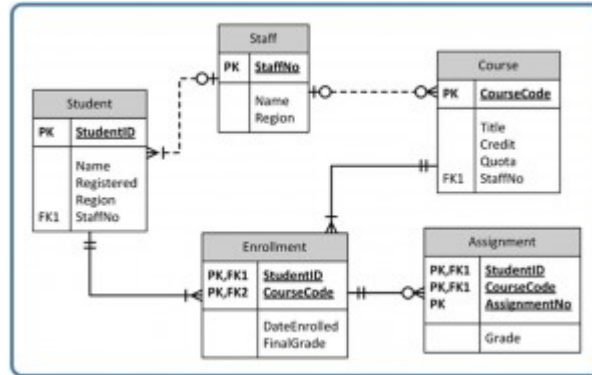 Staff
PK StaffNo
Name
Region
Course
PK CourseCode
Title
Credit
Quota
FK1 StaffNo
Student
PK StudentID
Name
Registered
Region
FK1 StaffNo
Enrollment
PK,FK1 StudentID
PK,FK2 CourseCode
DateEnrolled
FinalGrade
Assignment
PK,FK1 StudentID
PK,FK1 CourseCode
PK AssignmentNo
Grade